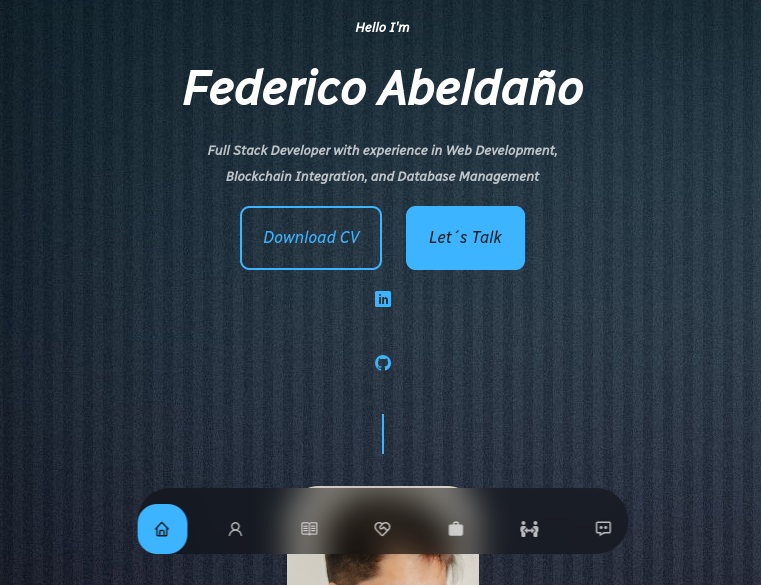 Hello I'm
Federico Abeldaño
Full Stack Developer with experience in Web Development,
Blockchain Integration, and Database Management
Download CV
Let´s Talk
in